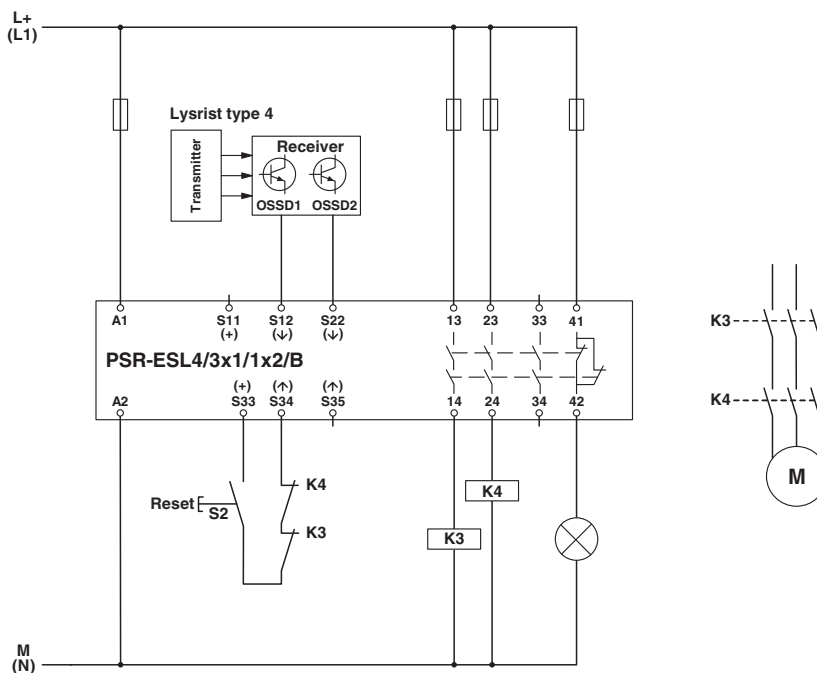 L+
(L1)
Lysrist type 4
Transmitter
Receiver
OSSD1 OSSD2
A1 S11 S12 S22 13 23 33 41
(+) (↓) (↓)
PSR-ESL4/3x1/1x2/B
(+) (↑) (↑)
A2 S33 S34 S35 14 24 34 42
Reset
S2
K4
K3
K4
K3
K3
K4
M
M
(N)